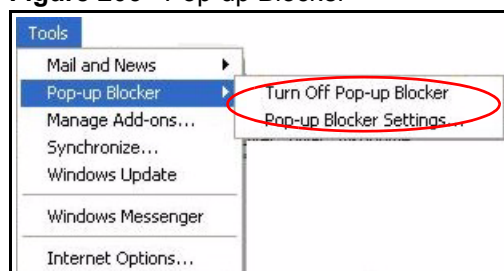 Tools
Mail and News
Pop-up Blocker
Turn Off Pop-up Blocker
Manage Add-ons...
Pop-up Blocker Settings...
Synchronize...
Windows Update
Windows Messenger
Internet Options...